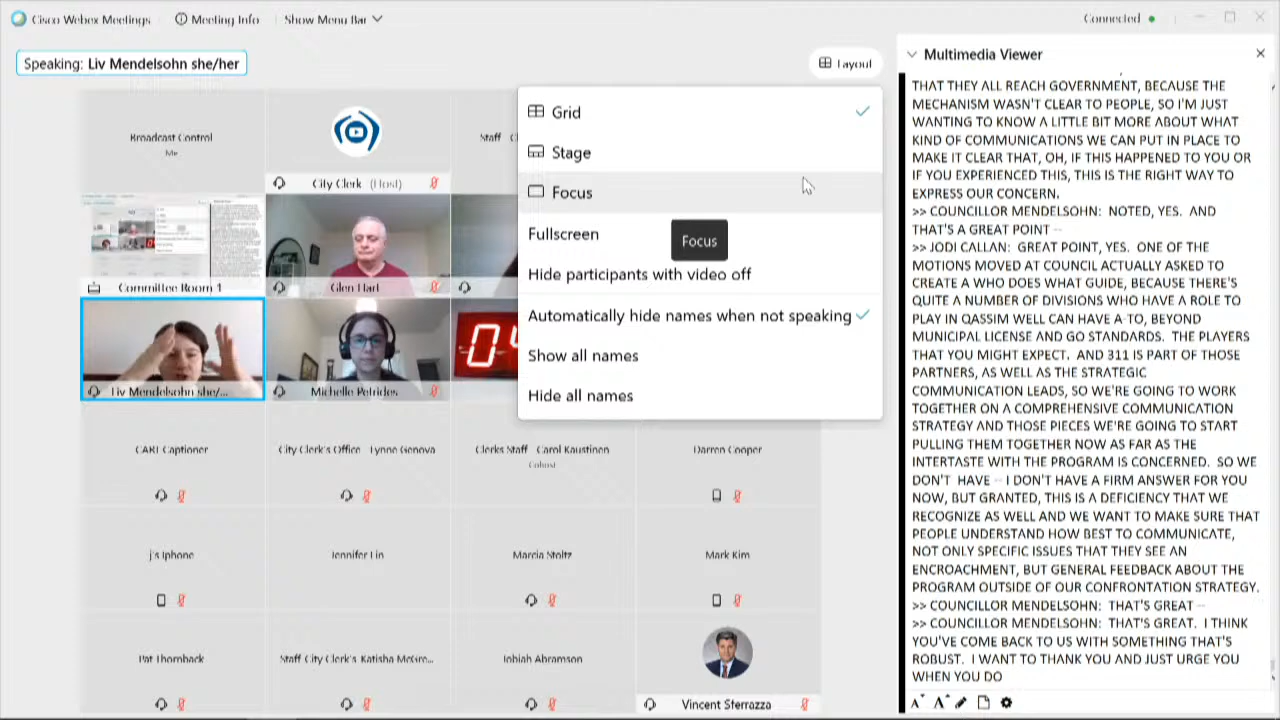 Cisco Webex Meetings
Meeting Info
Show Menu Bar
Connected
Speaking: Liv Mendelsohn she/her
Layout
Grid
Stage
Focus
Fullscreen
Focus
Hide participants with video off
Automatically hide names when not speaking
Show all names
Hide all names
Broadcast Control
Me
City Clerk (Host)
Staff
Committee Room 1
Glen Hart
Liv Mendelsohn she/...
Michelle Petrides
04
CART Captioner
City Clerk's Office Lynne Genova
Clerks Staff Carol Kaustinen
Cohost
Darren Cooper
j's Iphone
Jennifer Lin
Marcia Stoltz
Mark Kim
Pat Thornback
Staff City Clerk's Katisha McGro...
Tobiah Abramson
Vincent Sferrazza
Multimedia Viewer
THAT THEY ALL REACH GOVERNMENT, BECAUSE THE
MECHANISM WASN'T CLEAR TO PEOPLE, SO I'M JUST
WANTING TO KNOW A LITTLE BIT MORE ABOUT WHAT
KIND OF COMMUNICATIONS WE CAN PUT IN PLACE TO
MAKE IT CLEAR THAT, OH, IF THIS HAPPENED TO YOU OR
IF YOU EXPERIENCED THIS, THIS IS THE RIGHT WAY TO
EXPRESS OUR CONCERN.
>> COUNCILLOR MENDELSOHN: NOTED, YES. AND
THAT'S A GREAT POINT --
>> JODI CALLAN: GREAT POINT, YES. ONE OF THE
MOTIONS MOVED AT COUNCIL ACTUALLY ASKED TO
CREATE A WHO DOES WHAT GUIDE, BECAUSE THERE'S
QUITE A NUMBER OF DIVISIONS WHO HAVE A ROLE TO
PLAY IN QASSIM WELL CAN HAVE A-TO, BEYOND
MUNICIPAL LICENSE AND GO STANDARDS. THE PLAYERS
THAT YOU MIGHT EXPECT. AND 311 IS PART OF THOSE
PARTNERS, AS WELL AS THE STRATEGIC
COMMUNICATION LEADS, SO WE'RE GOING TO WORK
TOGETHER ON A COMPREHENSIVE COMMUNICATION
STRATEGY AND THOSE PIECES WE'RE GOING TO START
PULLING THEM TOGETHER NOW AS FAR AS THE
INTERTASTE WITH THE PROGRAM IS CONCERNED. SO WE
DON'T HAVE -- I DON'T HAVE A FIRM ANSWER FOR YOU
NOW, BUT GRANTED, THIS IS A DEFICIENCY THAT WE
RECOGNIZE AS WELL AND WE WANT TO MAKE SURE THAT
PEOPLE UNDERSTAND HOW BEST TO COMMUNICATE,
NOT ONLY SPECIFIC ISSUES THAT THEY SEE AN
ENCROACHMENT, BUT GENERAL FEEDBACK ABOUT THE
PROGRAM OUTSIDE OF OUR CONFRONTATION STRATEGY.
>> COUNCILLOR MENDELSOHN: THAT'S GREAT --
>> COUNCILLOR MENDELSOHN: THAT'S GREAT. I THINK
YOU'VE COME BACK TO US WITH SOMETHING THAT'S
ROBUST. I WANT TO THANK YOU AND JUST URGE YOU
WHEN YOU DO